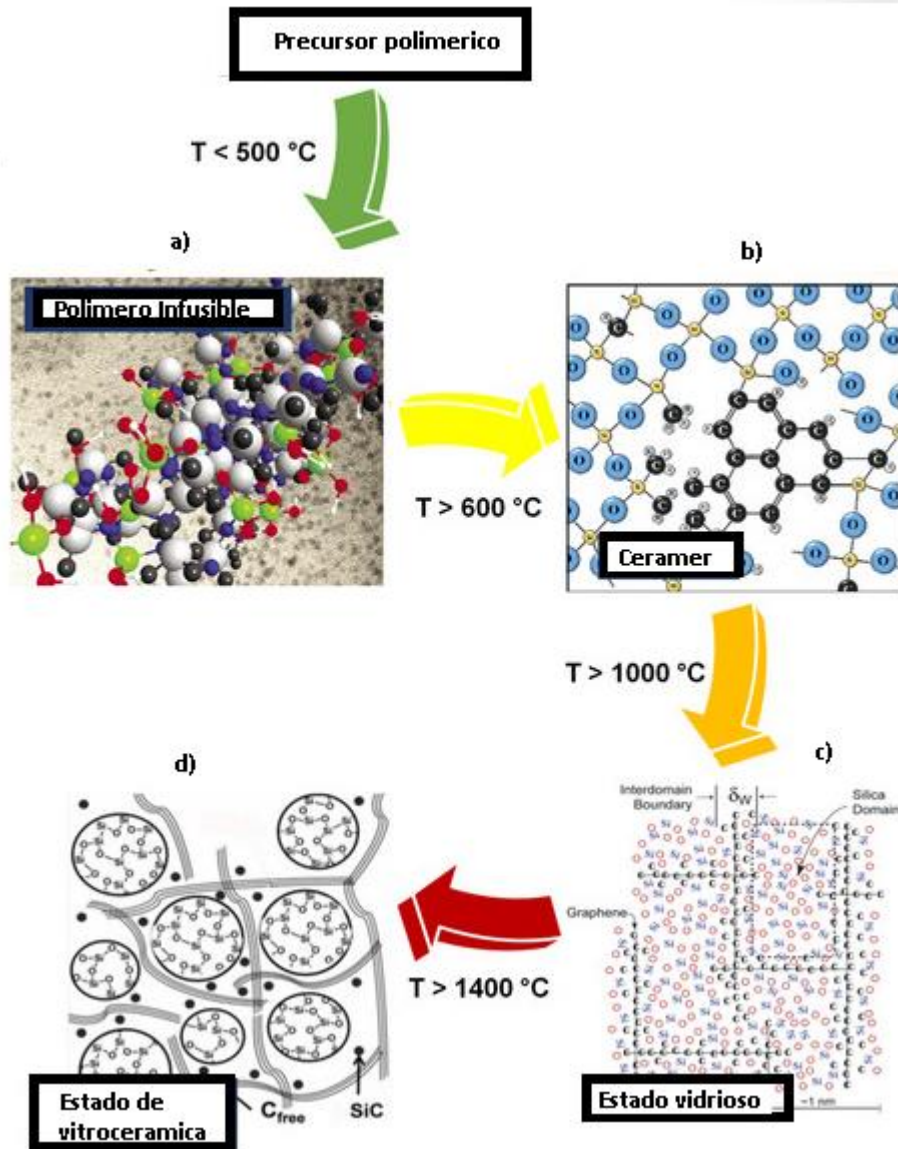 Precursor polimerico
T < 500 °C
a)
b)
Polimero Infusible
T > 600 °C
Ceramer
T > 1000 °C
d)
c)
Interdomain
Boundary
δw
Silica
Domain
Graphene
T > 1400 °C
Estado de
vitroceramica
Cfree
SiC
Estado vidrioso
~1 nm